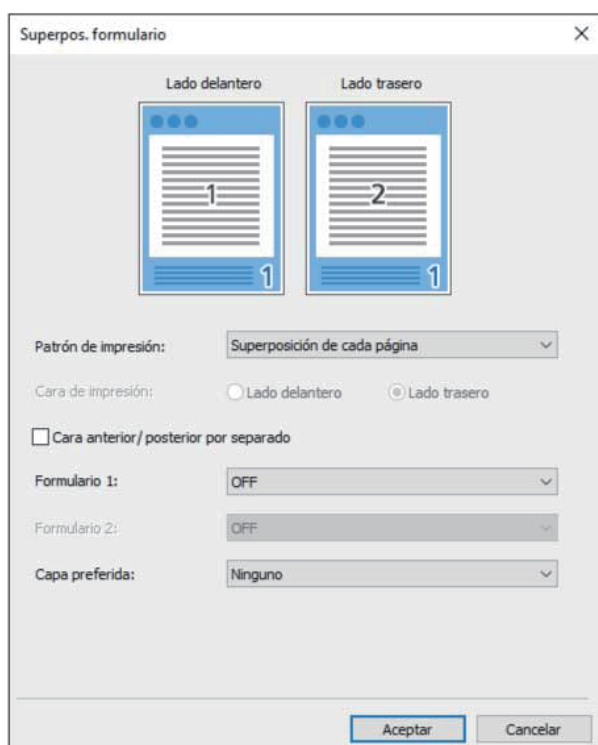 Superpos. formulario
Lado delantero Lado trasero
1 2
1 1
Patrón de impresión: Superposición de cada página
Cara de impresión: Lado delantero Lado trasero
Cara anterior/ posterior por separado
Formulario 1: OFF
Formulario 2: OFF
Capa preferida: Ninguno
Aceptar Cancelar